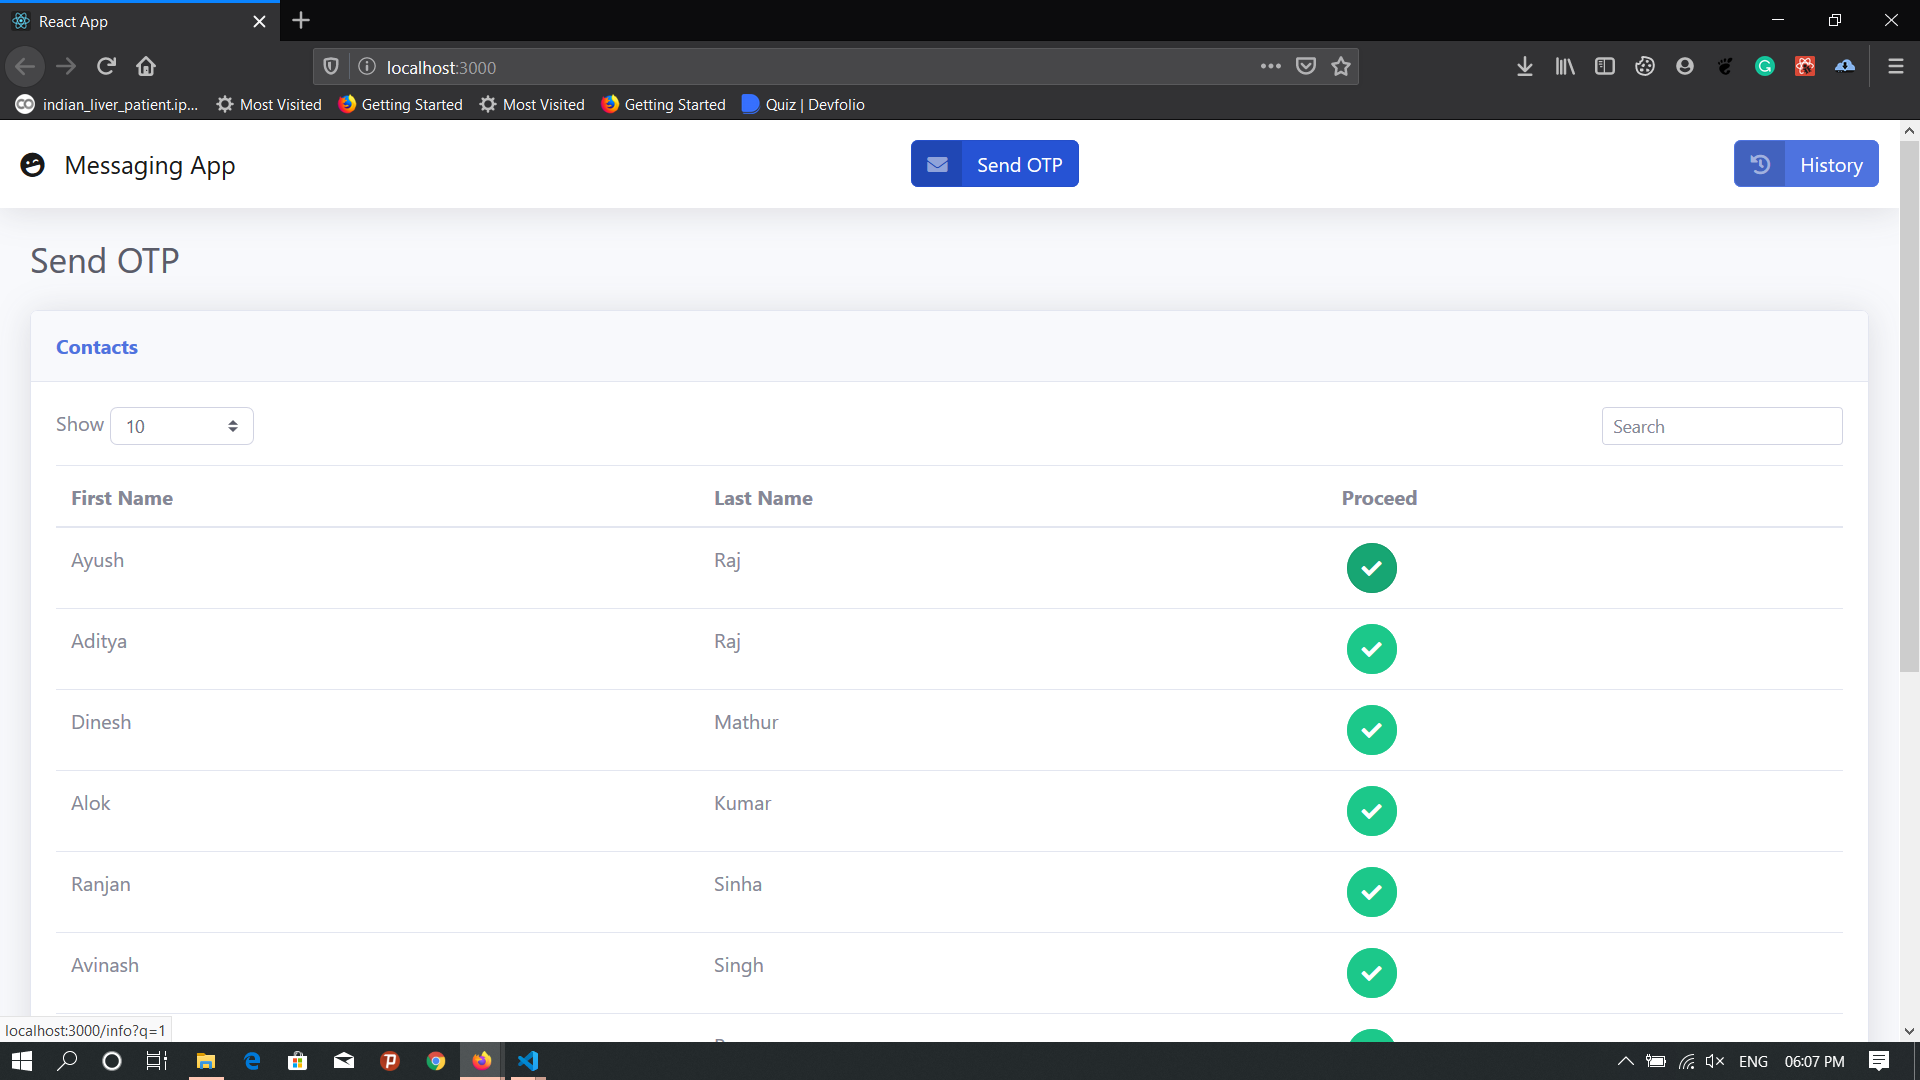 React App
localhost:3000
indian_liver_patient.ip... Most Visited Getting Started Most Visited Getting Started Quiz | Devfolio
Messaging App Send OTP History
Send OTP
Contacts
Show 10 Search
First Name Last Name Proceed
Ayush Raj
Aditya Raj
Dinesh Mathur
Alok Kumar
Ranjan Sinha
Avinash Singh
localhost:3000/info?q=1
ENG 06:07 PM